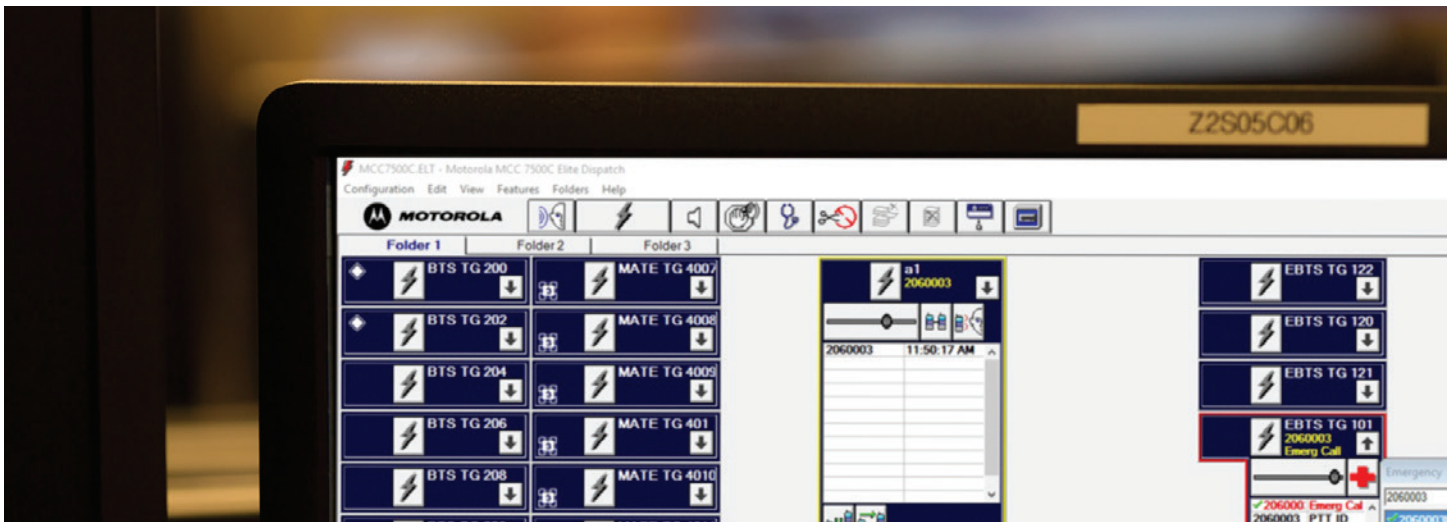 Z2S05C06
MCC7500C.ELT - Motorola MCC 7500C Elite Dispatch
Configuration Edit View Features Folders Help
MOTOROLA
Folder 1 Folder 2 Folder 3
BTS TG 200
BTS TG 202
BTS TG 204
BTS TG 206
BTS TG 208
MATE TG 4007
MATE TG 4008
MATE TG 4009
MATE TG 401
MATE TG 4010
a1
2060003
2060003 11:50:17 AM
EBTS TG 122
EBTS TG 120
EBTS TG 121
EBTS TG 101
2060003
Emerg Call
206000 Emerg Cal
2060003 PTT ID
Emergency
2060003
2060003